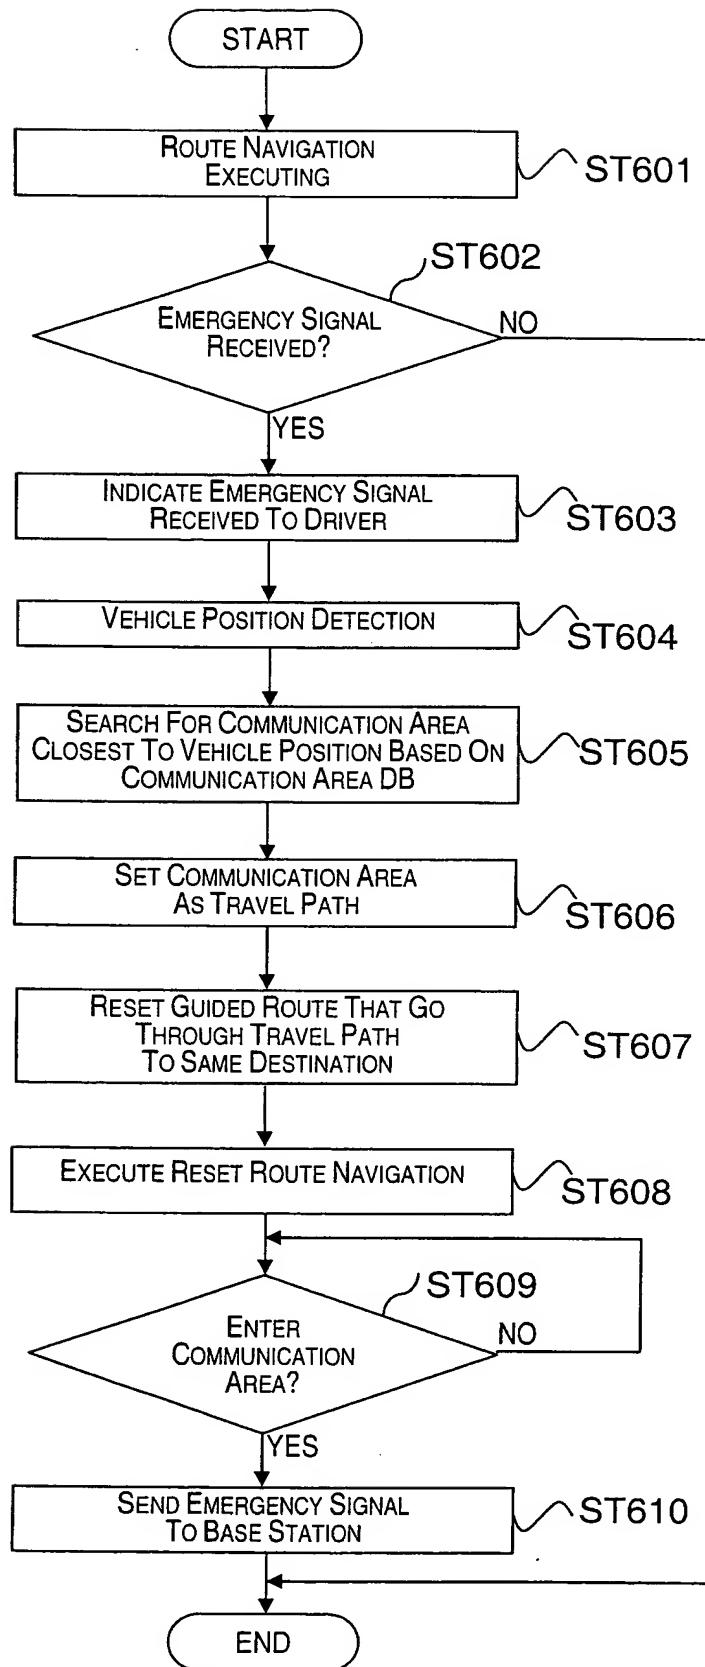 START
ROUTE NAVIGATION
EXECUTING
ST601
ST602
EMERGENCY SIGNAL
RECEIVED?
NO
YES
INDICATE EMERGENCY SIGNAL
RECEIVED TO DRIVER
ST603
VEHICLE POSITION DETECTION
ST604
SEARCH FOR COMMUNICATION AREA
CLOSEST TO VEHICLE POSITION BASED ON
COMMUNICATION AREA DB
ST605
SET COMMUNICATION AREA
AS TRAVEL PATH
ST606
RESET GUIDED ROUTE THAT GO
THROUGH TRAVEL PATH
TO SAME DESTINATION
ST607
EXECUTE RESET ROUTE NAVIGATION
ST608
ST609
ENTER
COMMUNICATION
AREA?
NO
YES
SEND EMERGENCY SIGNAL
TO BASE STATION
ST610
END